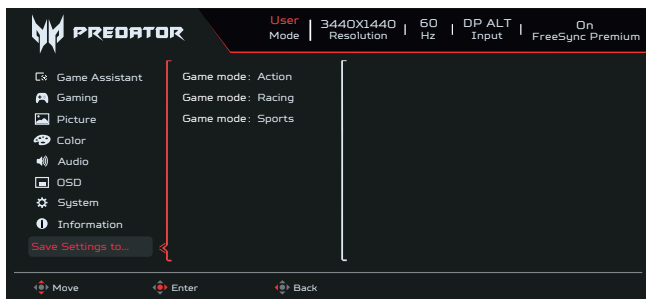 PREDATOR
User Mode
3440X1440 Resolution
60 Hz
DP ALT Input
On FreeSync Premium
Game Assistant
Gaming
Picture
Color
Audio
OSD
System
Information
Save Settings to...
Game mode: Action
Game mode: Racing
Game mode: Sports
Move
Enter
Back